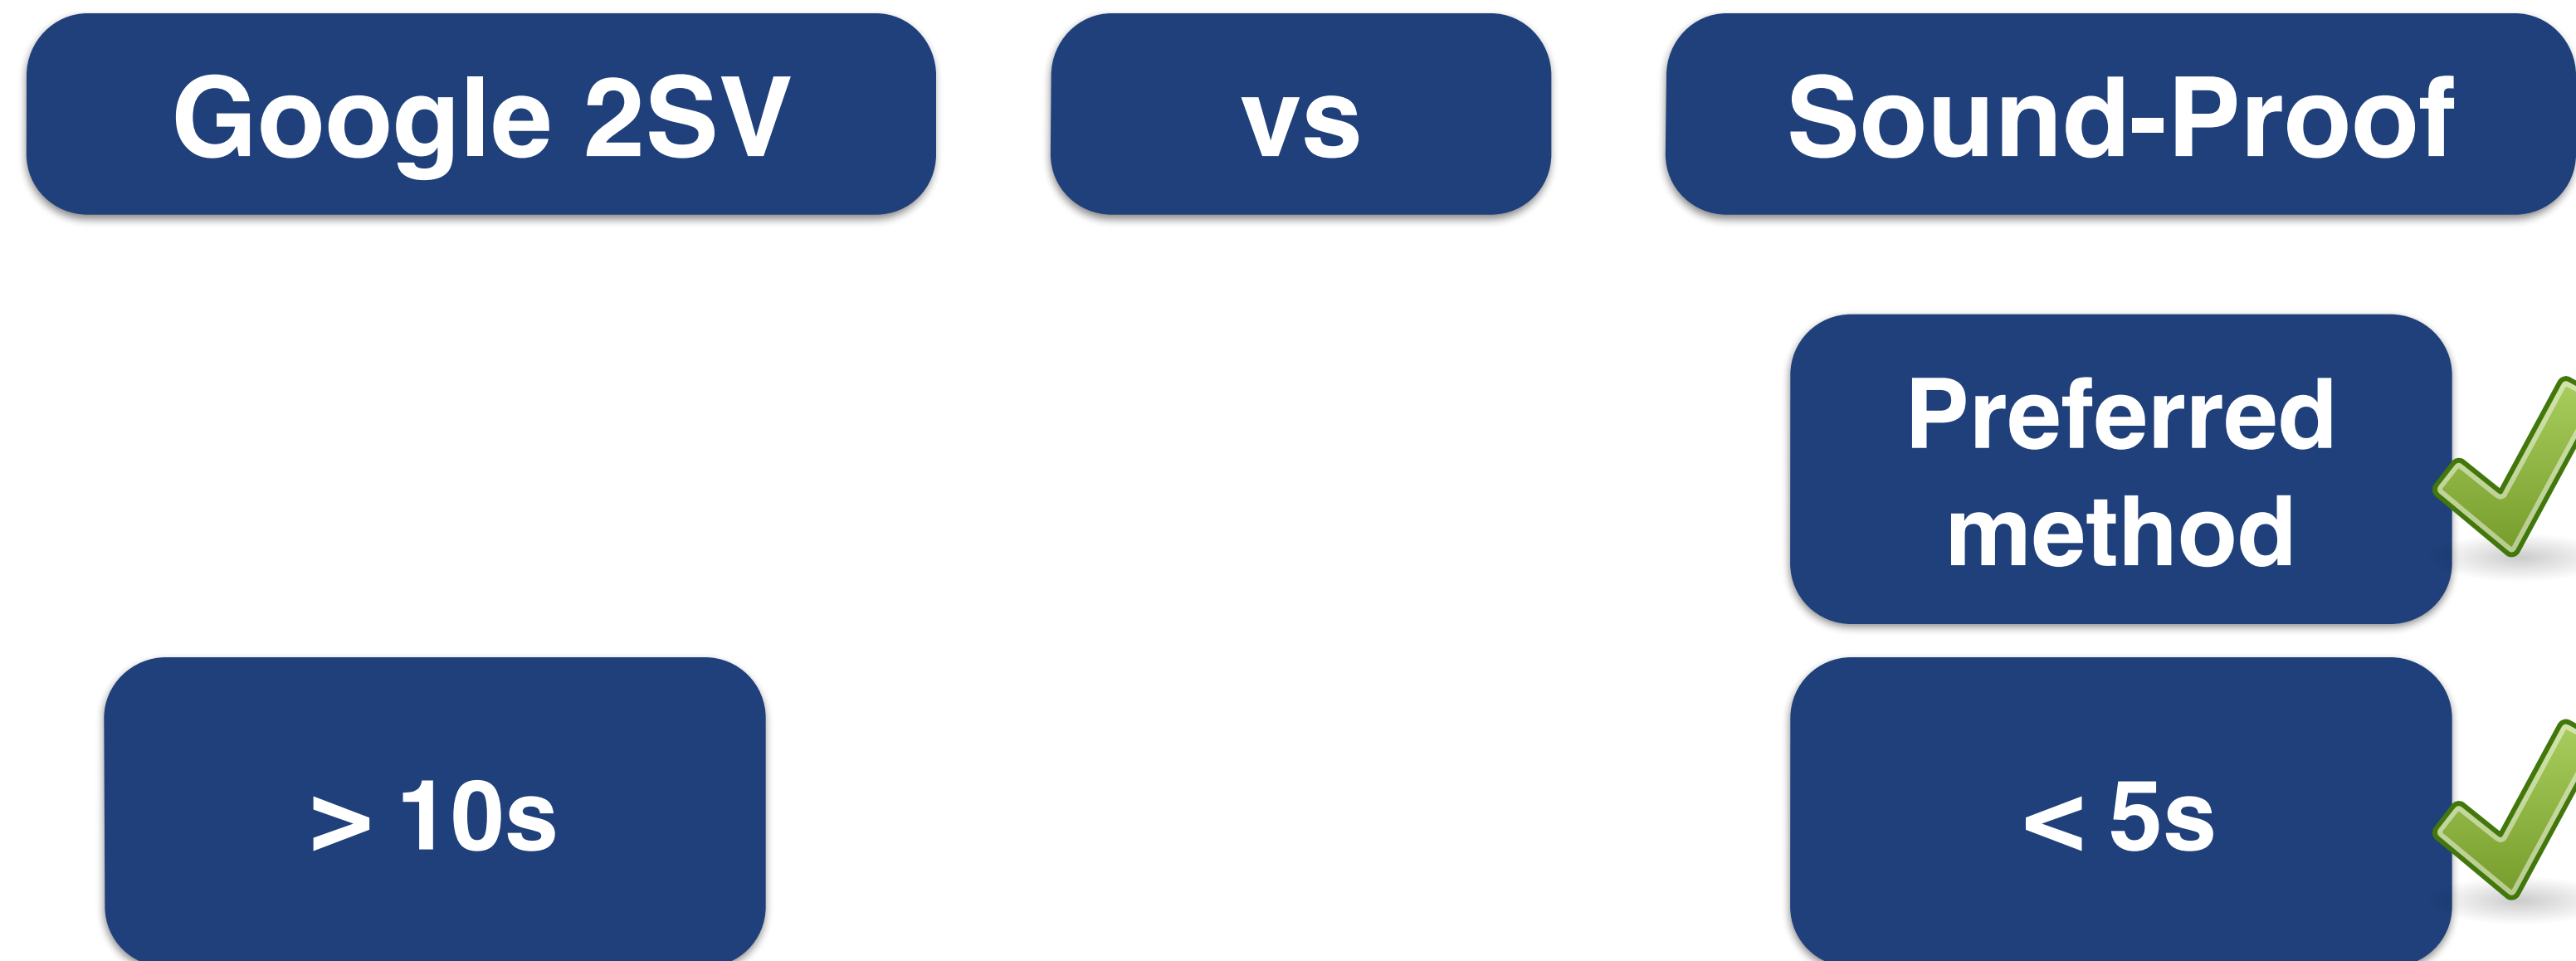 Google 2SV
vs
Sound-Proof
Preferred
method
> 10s
< 5s